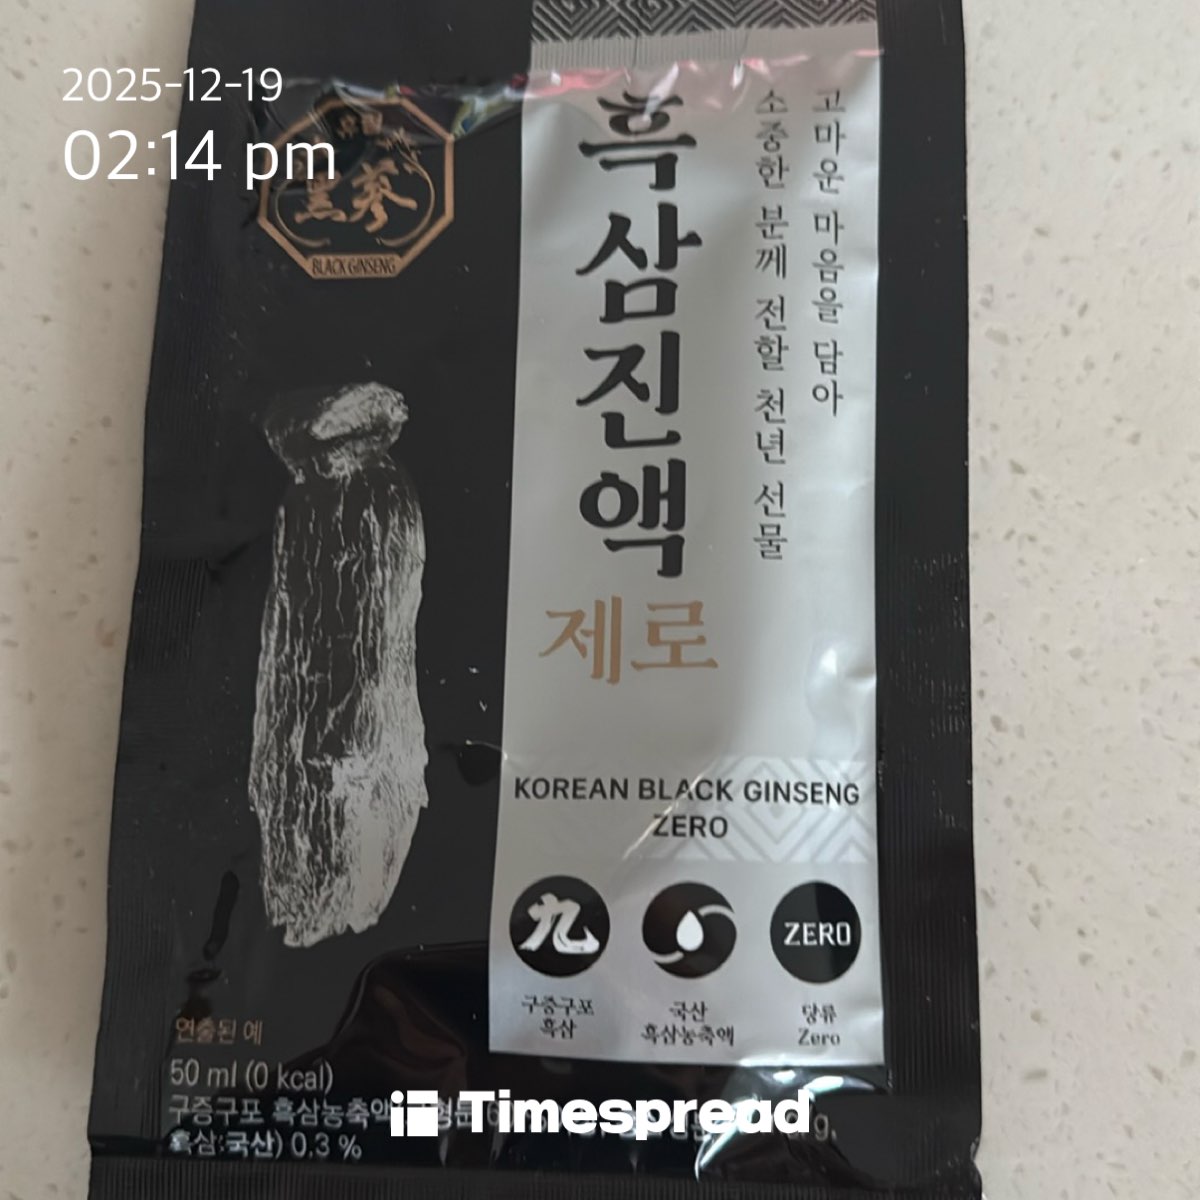 2025-12-19
02:14 pm
黑蔘
BLACK GINSENG
고마운 마음을 담아
소중한 분께 전할 천년 선물
흑삼진액
제로
KOREAN BLACK GINSENG
ZERO
九
ZERO
구증구포
흑삼
국산
흑삼농축액
당류
Zero
연출된 예
50 ml (0 kcal)
구증구포 흑삼농축액
흑삼:국산) 0.3 %
Timespread